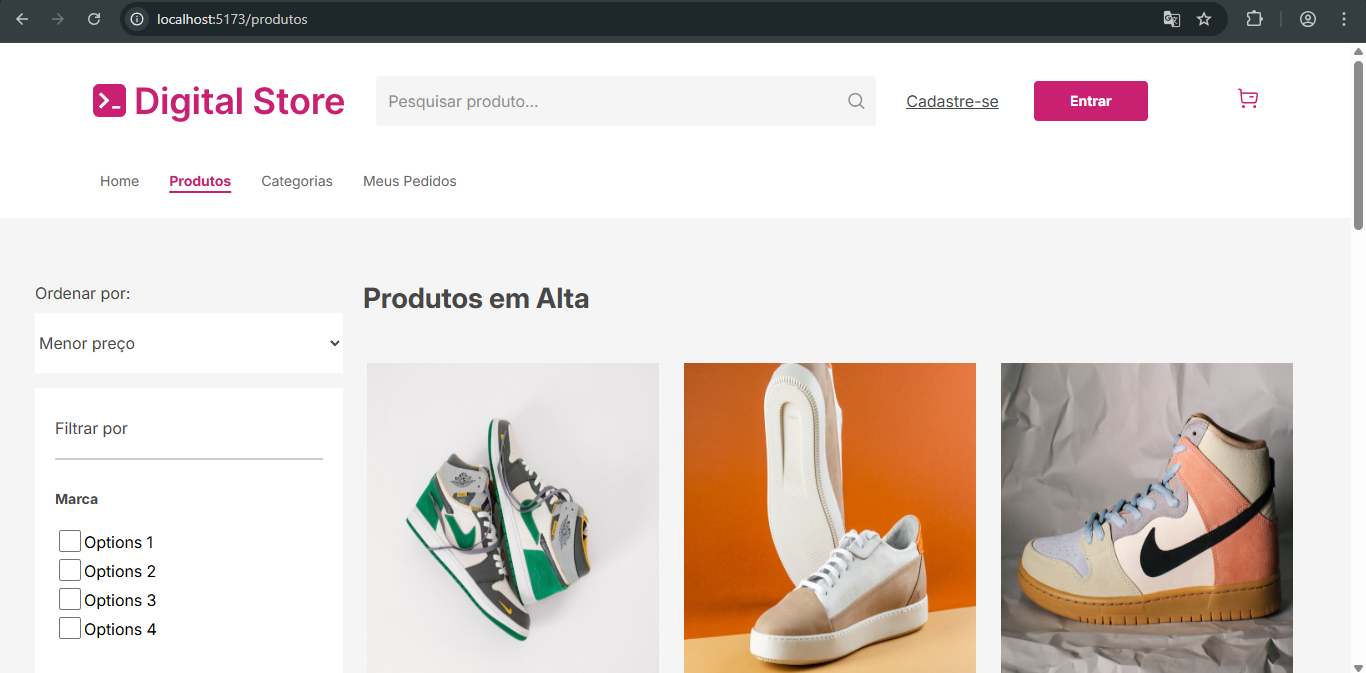 localhost:5173/produtos
Digital Store
Pesquisar produto...
Cadastre-se
Entrar
Home
Produtos
Categorias
Meus Pedidos
Ordenar por:
Menor preço
Filtrar por
Marca
Options 1
Options 2
Options 3
Options 4
Produtos em Alta